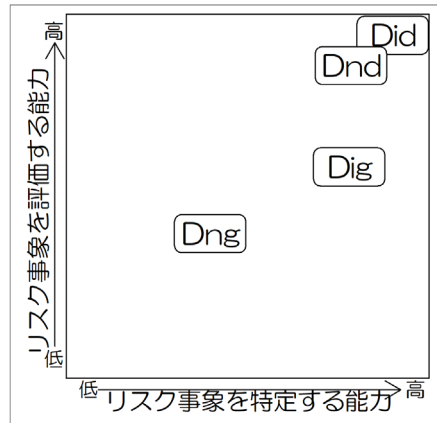 高
Did
Dnd
Dig
Dng
リスク事象を評価する能力
低
低
高
リスク事象を特定する能力